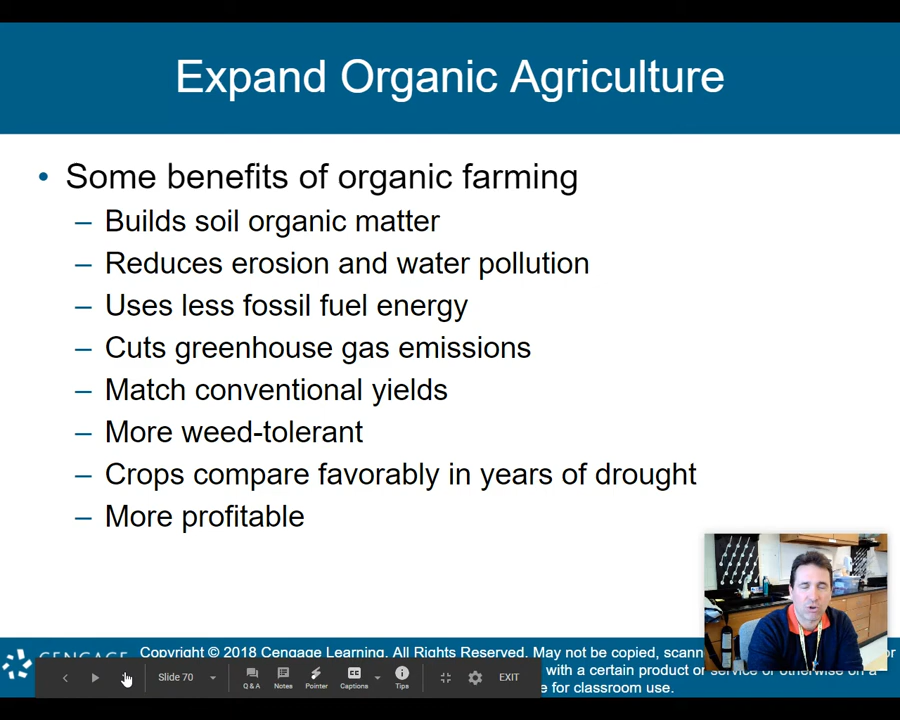 Expand Organic Agriculture
• Some benefits of organic farming
– Builds soil organic matter
– Reduces erosion and water pollution
– Uses less fossil fuel energy
– Cuts greenhouse gas emissions
– Match conventional yields
– More weed-tolerant
– Crops compare favorably in years of drought
– More profitable
CENGAGE
Copyright © 2018 Cengage Learning. All Rights Reserved. May not be copied, scann
with a certain product or service or otherwise on a
e for classroom use.
Slide 70
Q & A
Notes
Pointer
Captions
Tips
EXIT